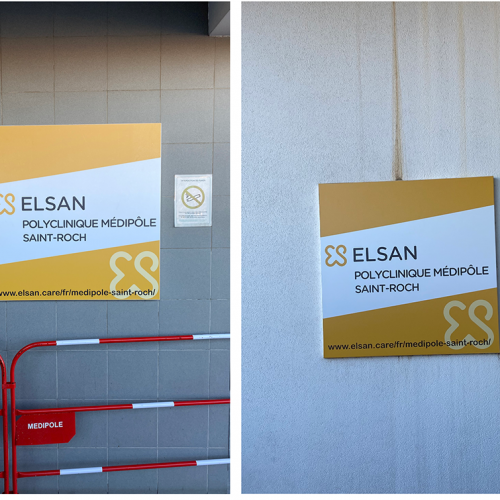 ELSAN
POLYCLINIQUE MÉDIPÔLE
SAINT-ROCH
www.elsan.care/fr/medipole-saint-roch/
MEDIPOLE
ELSAN
POLYCLINIQUE MÉDIPÔLE
SAINT-ROCH
www.elsan.care/fr/medipole-saint-roch/